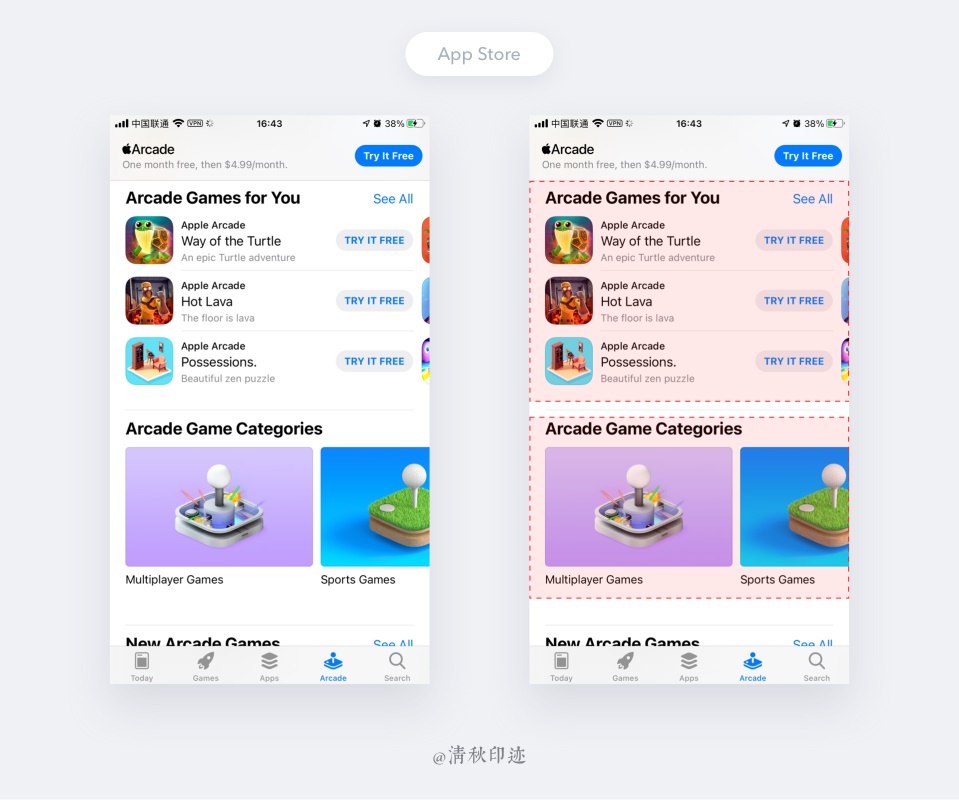 App Store
中国联通 VPN 16:43 38%
Arcade
One month free, then $4.99/month.
Try It Free
Arcade Games for You See All
Apple Arcade
Way of the Turtle
An epic Turtle adventure
TRY IT FREE
Apple Arcade
Hot Lava
The floor is lava
TRY IT FREE
Apple Arcade
Possessions.
Beautiful zen puzzle
TRY IT FREE
Arcade Game Categories
Multiplayer Games Sports Games
New Arcade Games See All
Today Games Apps Arcade Search
中国联通 VPN 16:43 38%
Arcade
One month free, then $4.99/month.
Try It Free
Arcade Games for You See All
Apple Arcade
Way of the Turtle
An epic Turtle adventure
TRY IT FREE
Apple Arcade
Hot Lava
The floor is lava
TRY IT FREE
Apple Arcade
Possessions.
Beautiful zen puzzle
TRY IT FREE
Arcade Game Categories
Multiplayer Games Sports Games
New Arcade Games See All
Today Games Apps Arcade Search
@清秋印迹